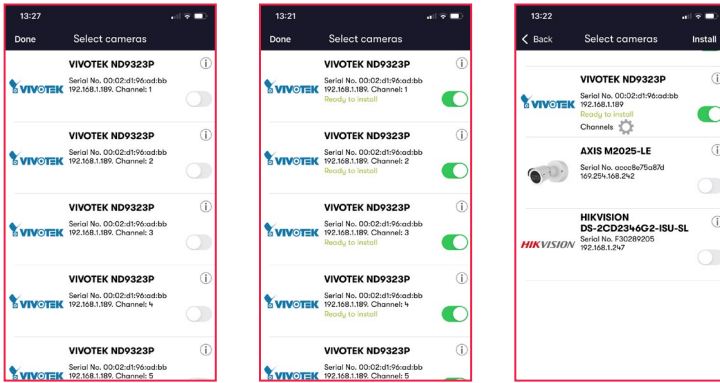 13:27
Done Select cameras
VIVOTEK ND9323P
VIVOTEK
Serial No. 00:02:d1:96:ad:bb
192.168.1.189. Channel: 1
VIVOTEK ND9323P
VIVOTEK
Serial No. 00:02:d1:96:ad:bb
192.168.1.189. Channel: 2
VIVOTEK ND9323P
VIVOTEK
Serial No. 00:02:d1:96:ad:bb
192.168.1.189. Channel: 3
VIVOTEK ND9323P
VIVOTEK
Serial No. 00:02:d1:96:ad:bb
192.168.1.189. Channel: 4
VIVOTEK ND9323P
VIVOTEK
Serial No. 00:02:d1:96:ad:bb
192.168.1.189. Channel: 5
13:21
Done Select cameras
VIVOTEK ND9323P
VIVOTEK
Serial No. 00:02:d1:96:ad:bb
192.168.1.189. Channel: 1
Ready to install
VIVOTEK ND9323P
VIVOTEK
Serial No. 00:02:d1:96:ad:bb
192.168.1.189. Channel: 2
Ready to install
VIVOTEK ND9323P
VIVOTEK
Serial No. 00:02:d1:96:ad:bb
192.168.1.189. Channel: 3
Ready to install
VIVOTEK ND9323P
VIVOTEK
Serial No. 00:02:d1:96:ad:bb
192.168.1.189. Channel: 4
Ready to install
VIVOTEK ND9323P
VIVOTEK
Serial No. 00:02:d1:96:ad:bb
192.168.1.189. Channel: 5
13:22
Back Select cameras Install
VIVOTEK ND9323P
VIVOTEK
Serial No. 00:02:d1:96:ad:bb
192.168.1.189
Ready to install
Channels
AXIS M2025-LE
Serial No. accc8e75a87d
169.254.168.242
HIKVISION
DS-2CD2346G2-ISU-SL
HIKVISION
Serial No. F30289205
192.168.1.247